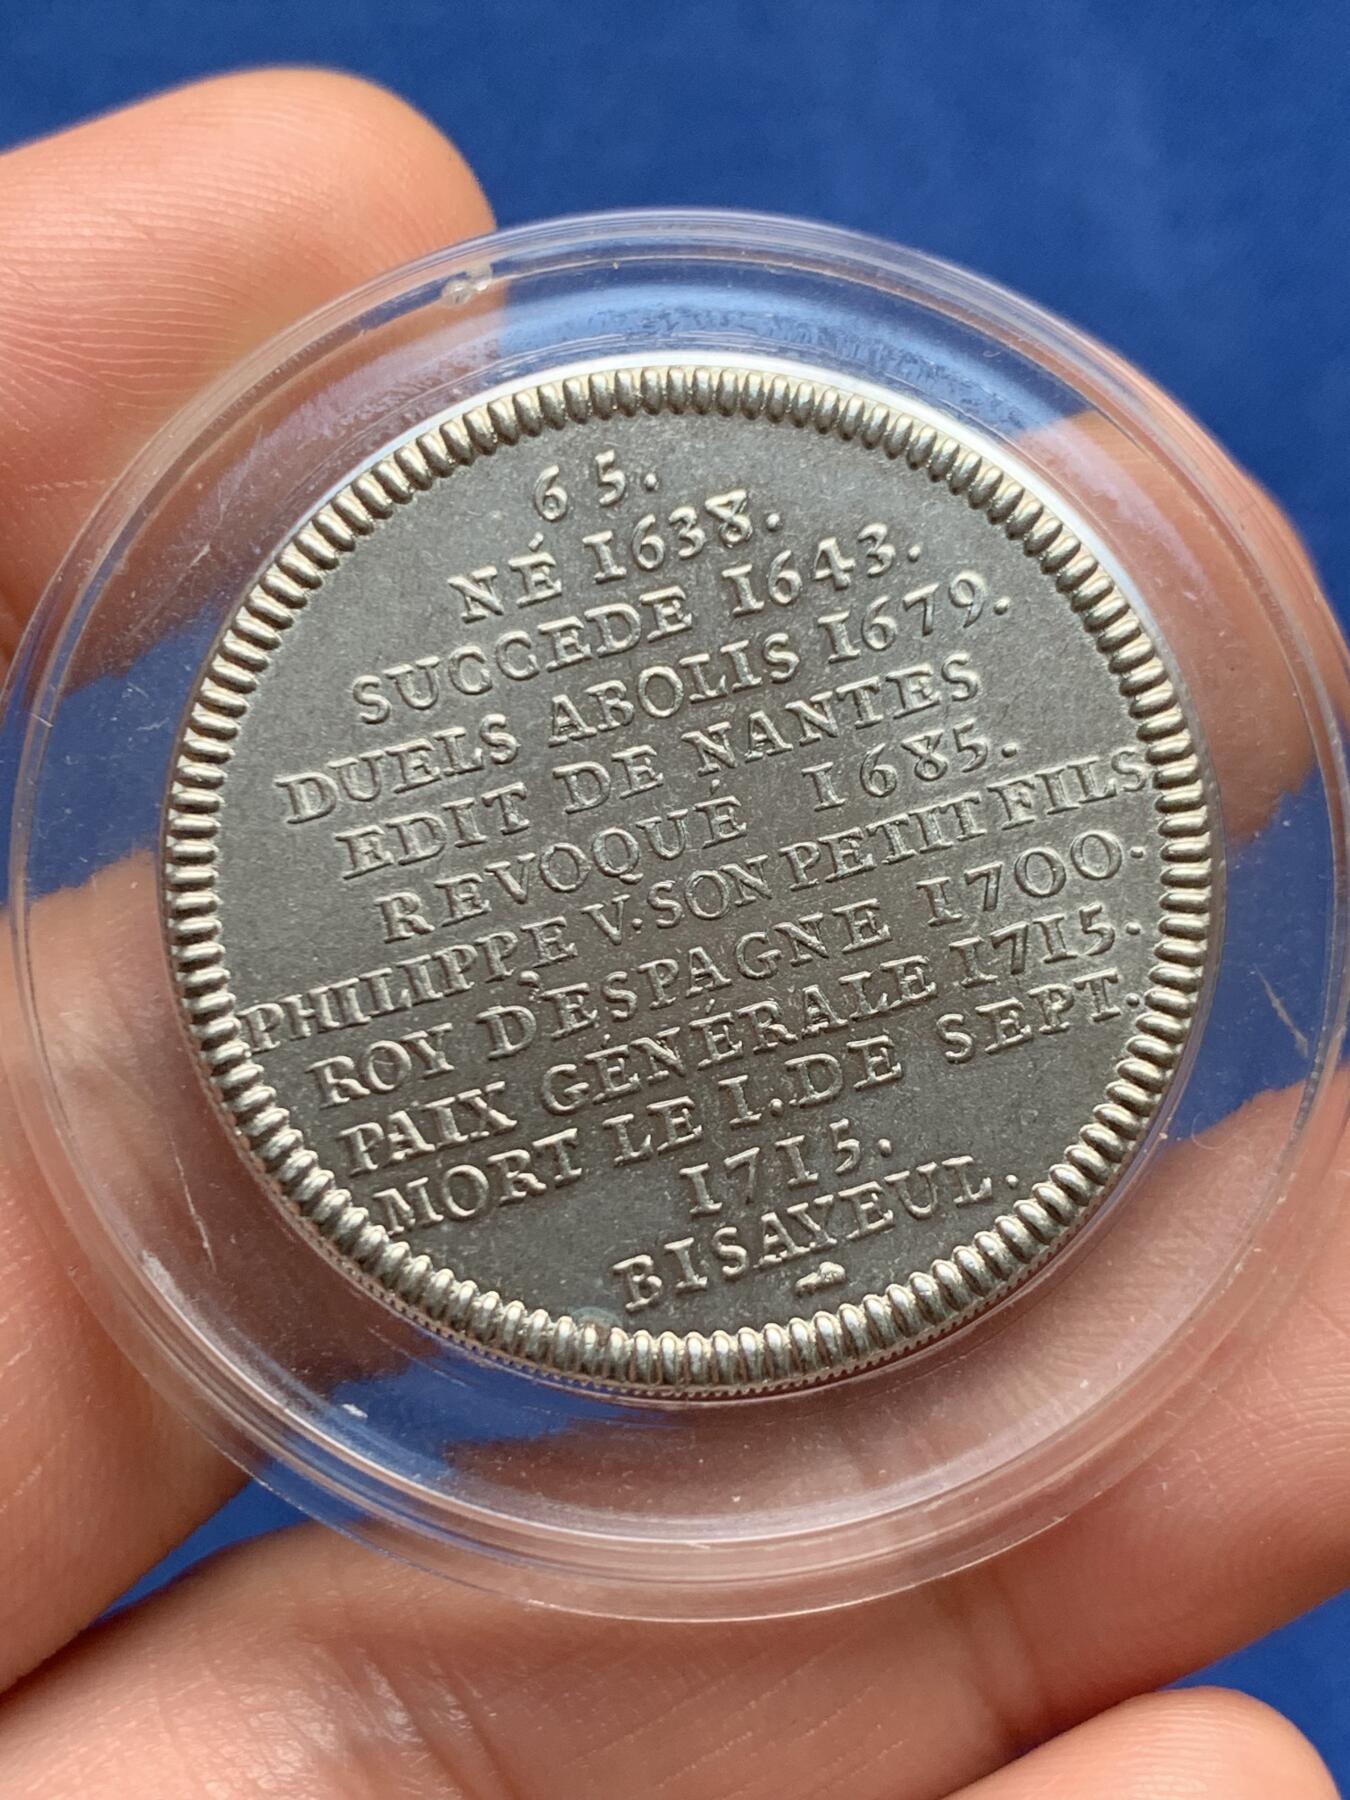 65.
NÉ 1638.
SUCCEDE 1643.
DUELS ABOLIS 1679.
EDIT DE NANTES
REVOQUÉ 1685.
PHILIPPE V. SON PETIT FILS
ROY D'ESPAGNE 1700.
PAIX GÉNÉRALE 1715.
MORT LE I. DE SEPT.
1715.
BISAYEUL.